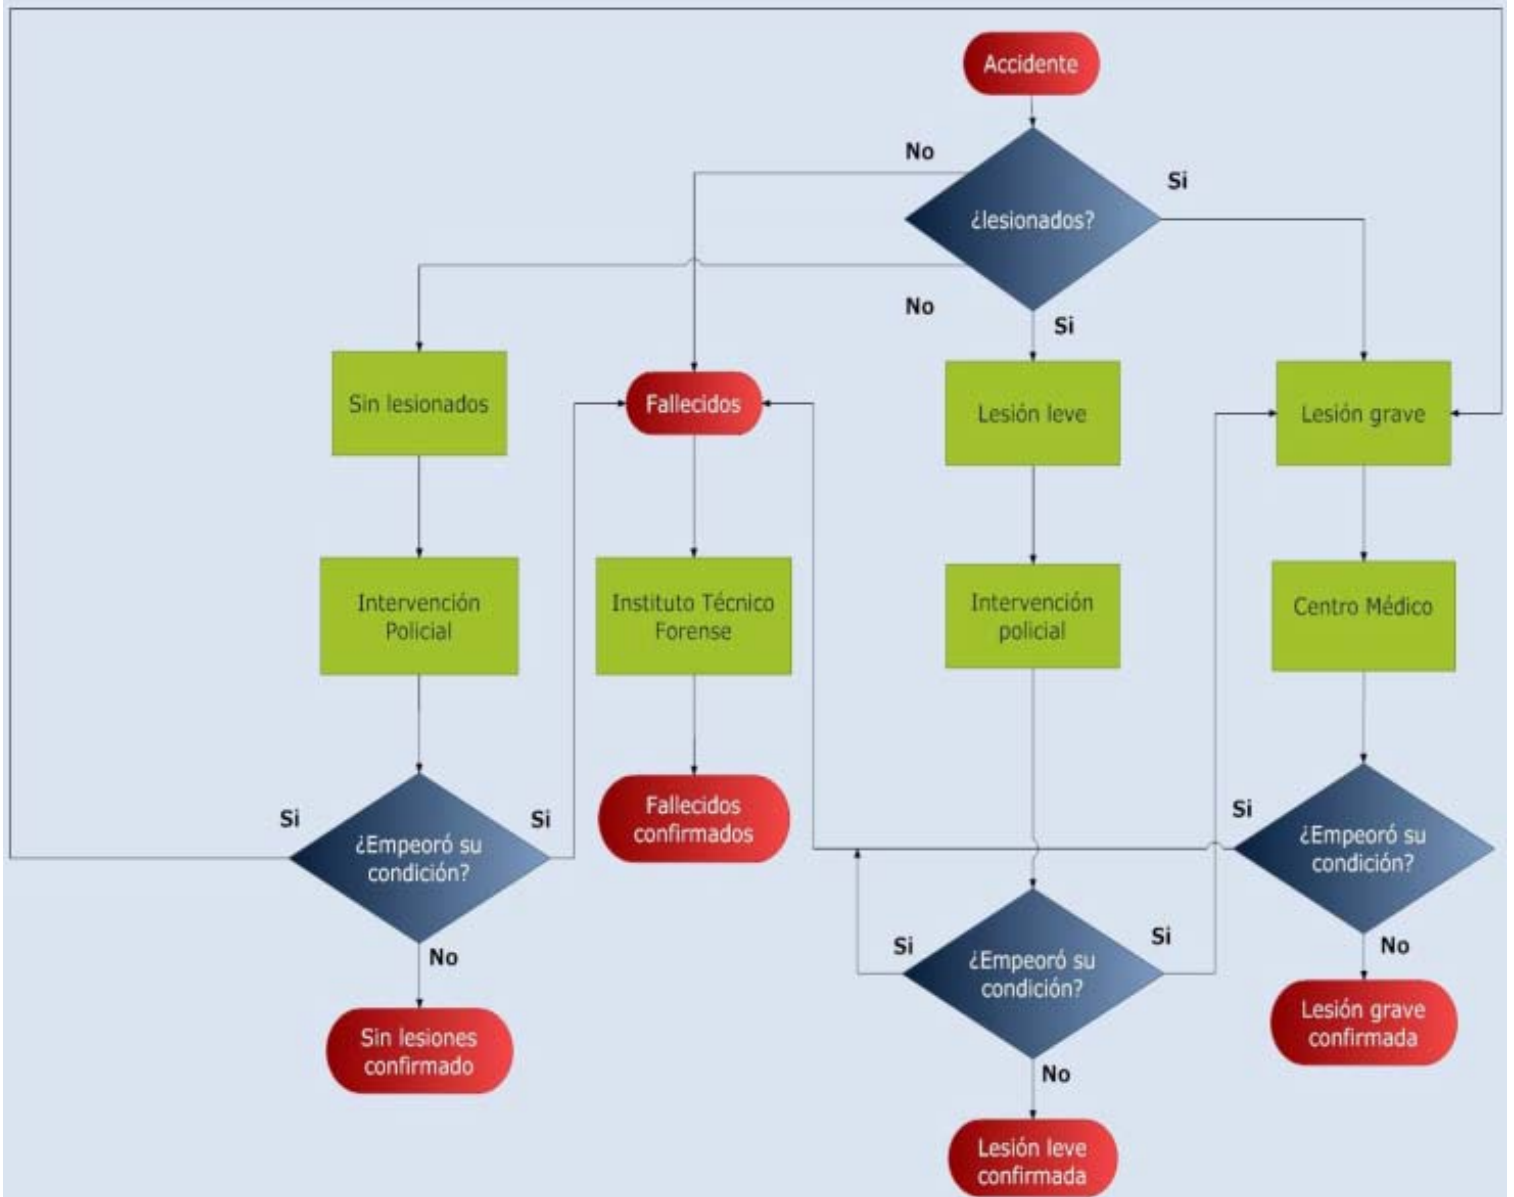 Accidente
No
Si
¿lesionados?
No
Si
Sin lesionados
Fallecidos
Lesión leve
Lesión grave
Intervención
Policial
Instituto Técnico
Forense
Intervención
policial
Centro Médico
Si
¿Empeoró su
condición?
Si
No
Fallecidos
confirmados
Si
¿Empeoró su
condición?
No
Si
¿Empeoró su
condición?
Si
No
Sin lesiones
confirmado
Lesión grave
confirmada
Lesión leve
confirmada